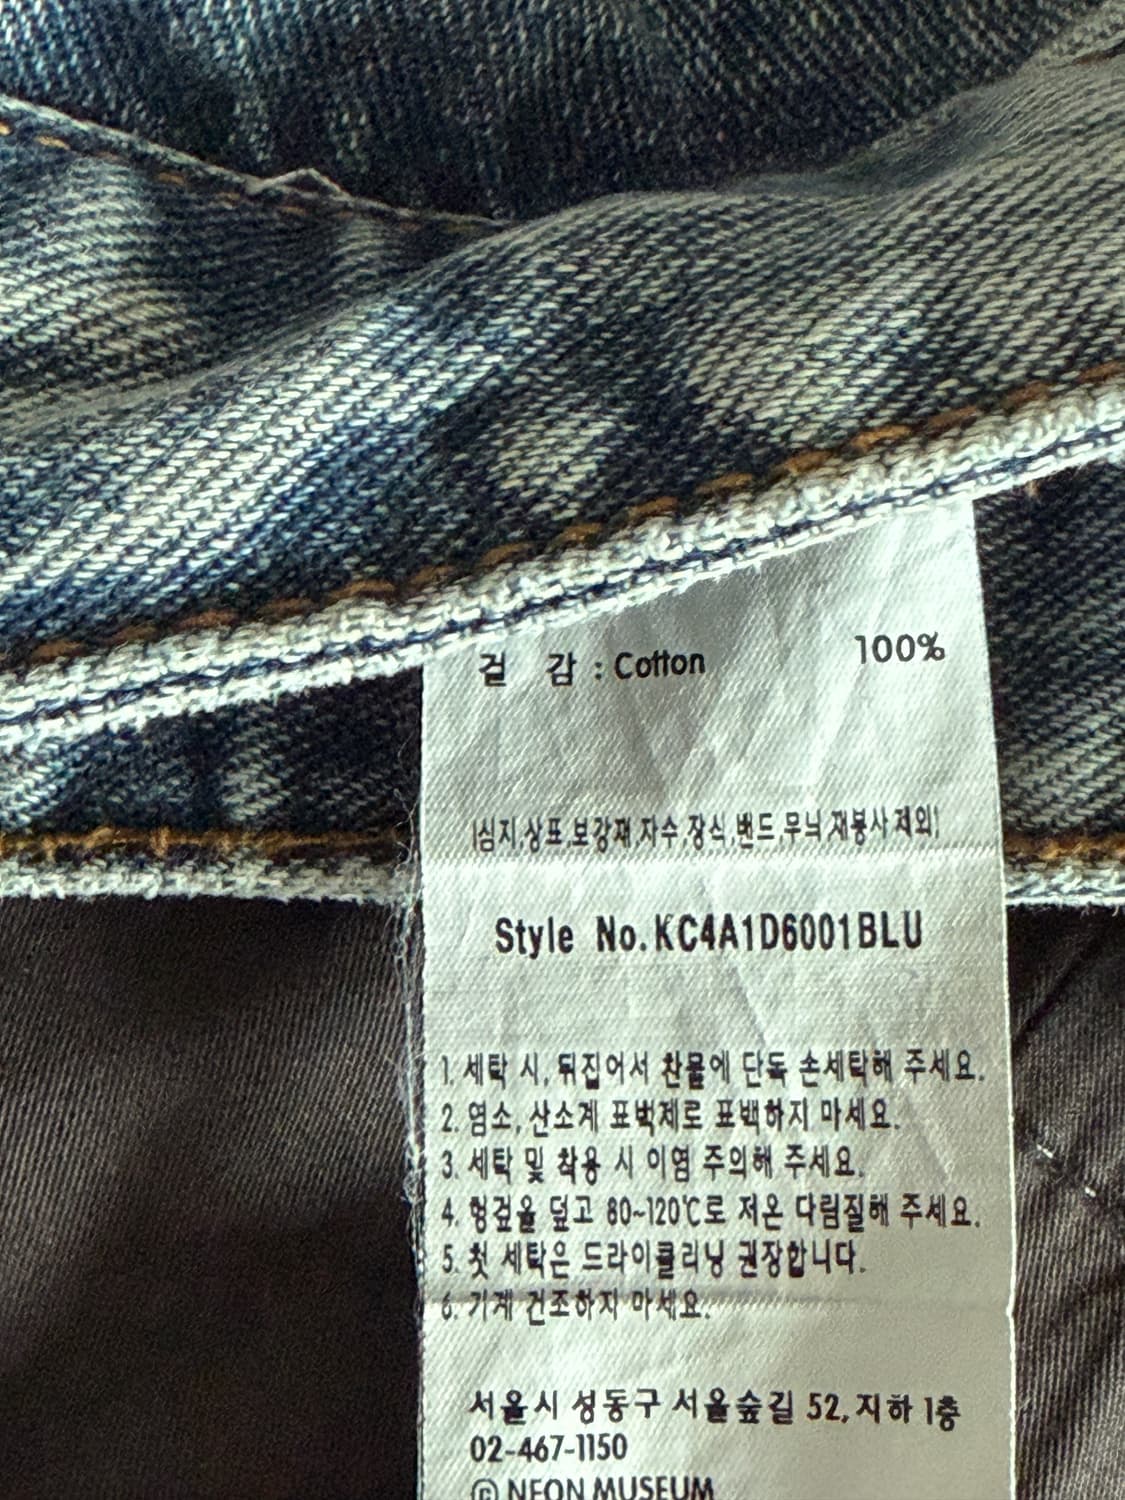 겉 감 : Cotton 100%
(심지,상표,보강재,자수,장식,밴드,무늬,재봉사제외)
Style No.KC4A1D6001BLU
1. 세탁 시, 뒤집어서 찬물에 단독 손세탁해 주세요.
2. 염소, 산소계 표벅제로 표백하지 마세요.
3. 세탁 및 착용 시 이염 주의해 주세요.
4. 헝겊을 덮고 80~120℃로 저온 다림질해 주세요.
5. 첫 세탁은 드라이클리닝 권장합니다.
6. 기계 건조하지 마세요.
서울시 성동구 서울숲길 52, 지하 1층
02-467-1150
ⓒ NEON MUSEUM